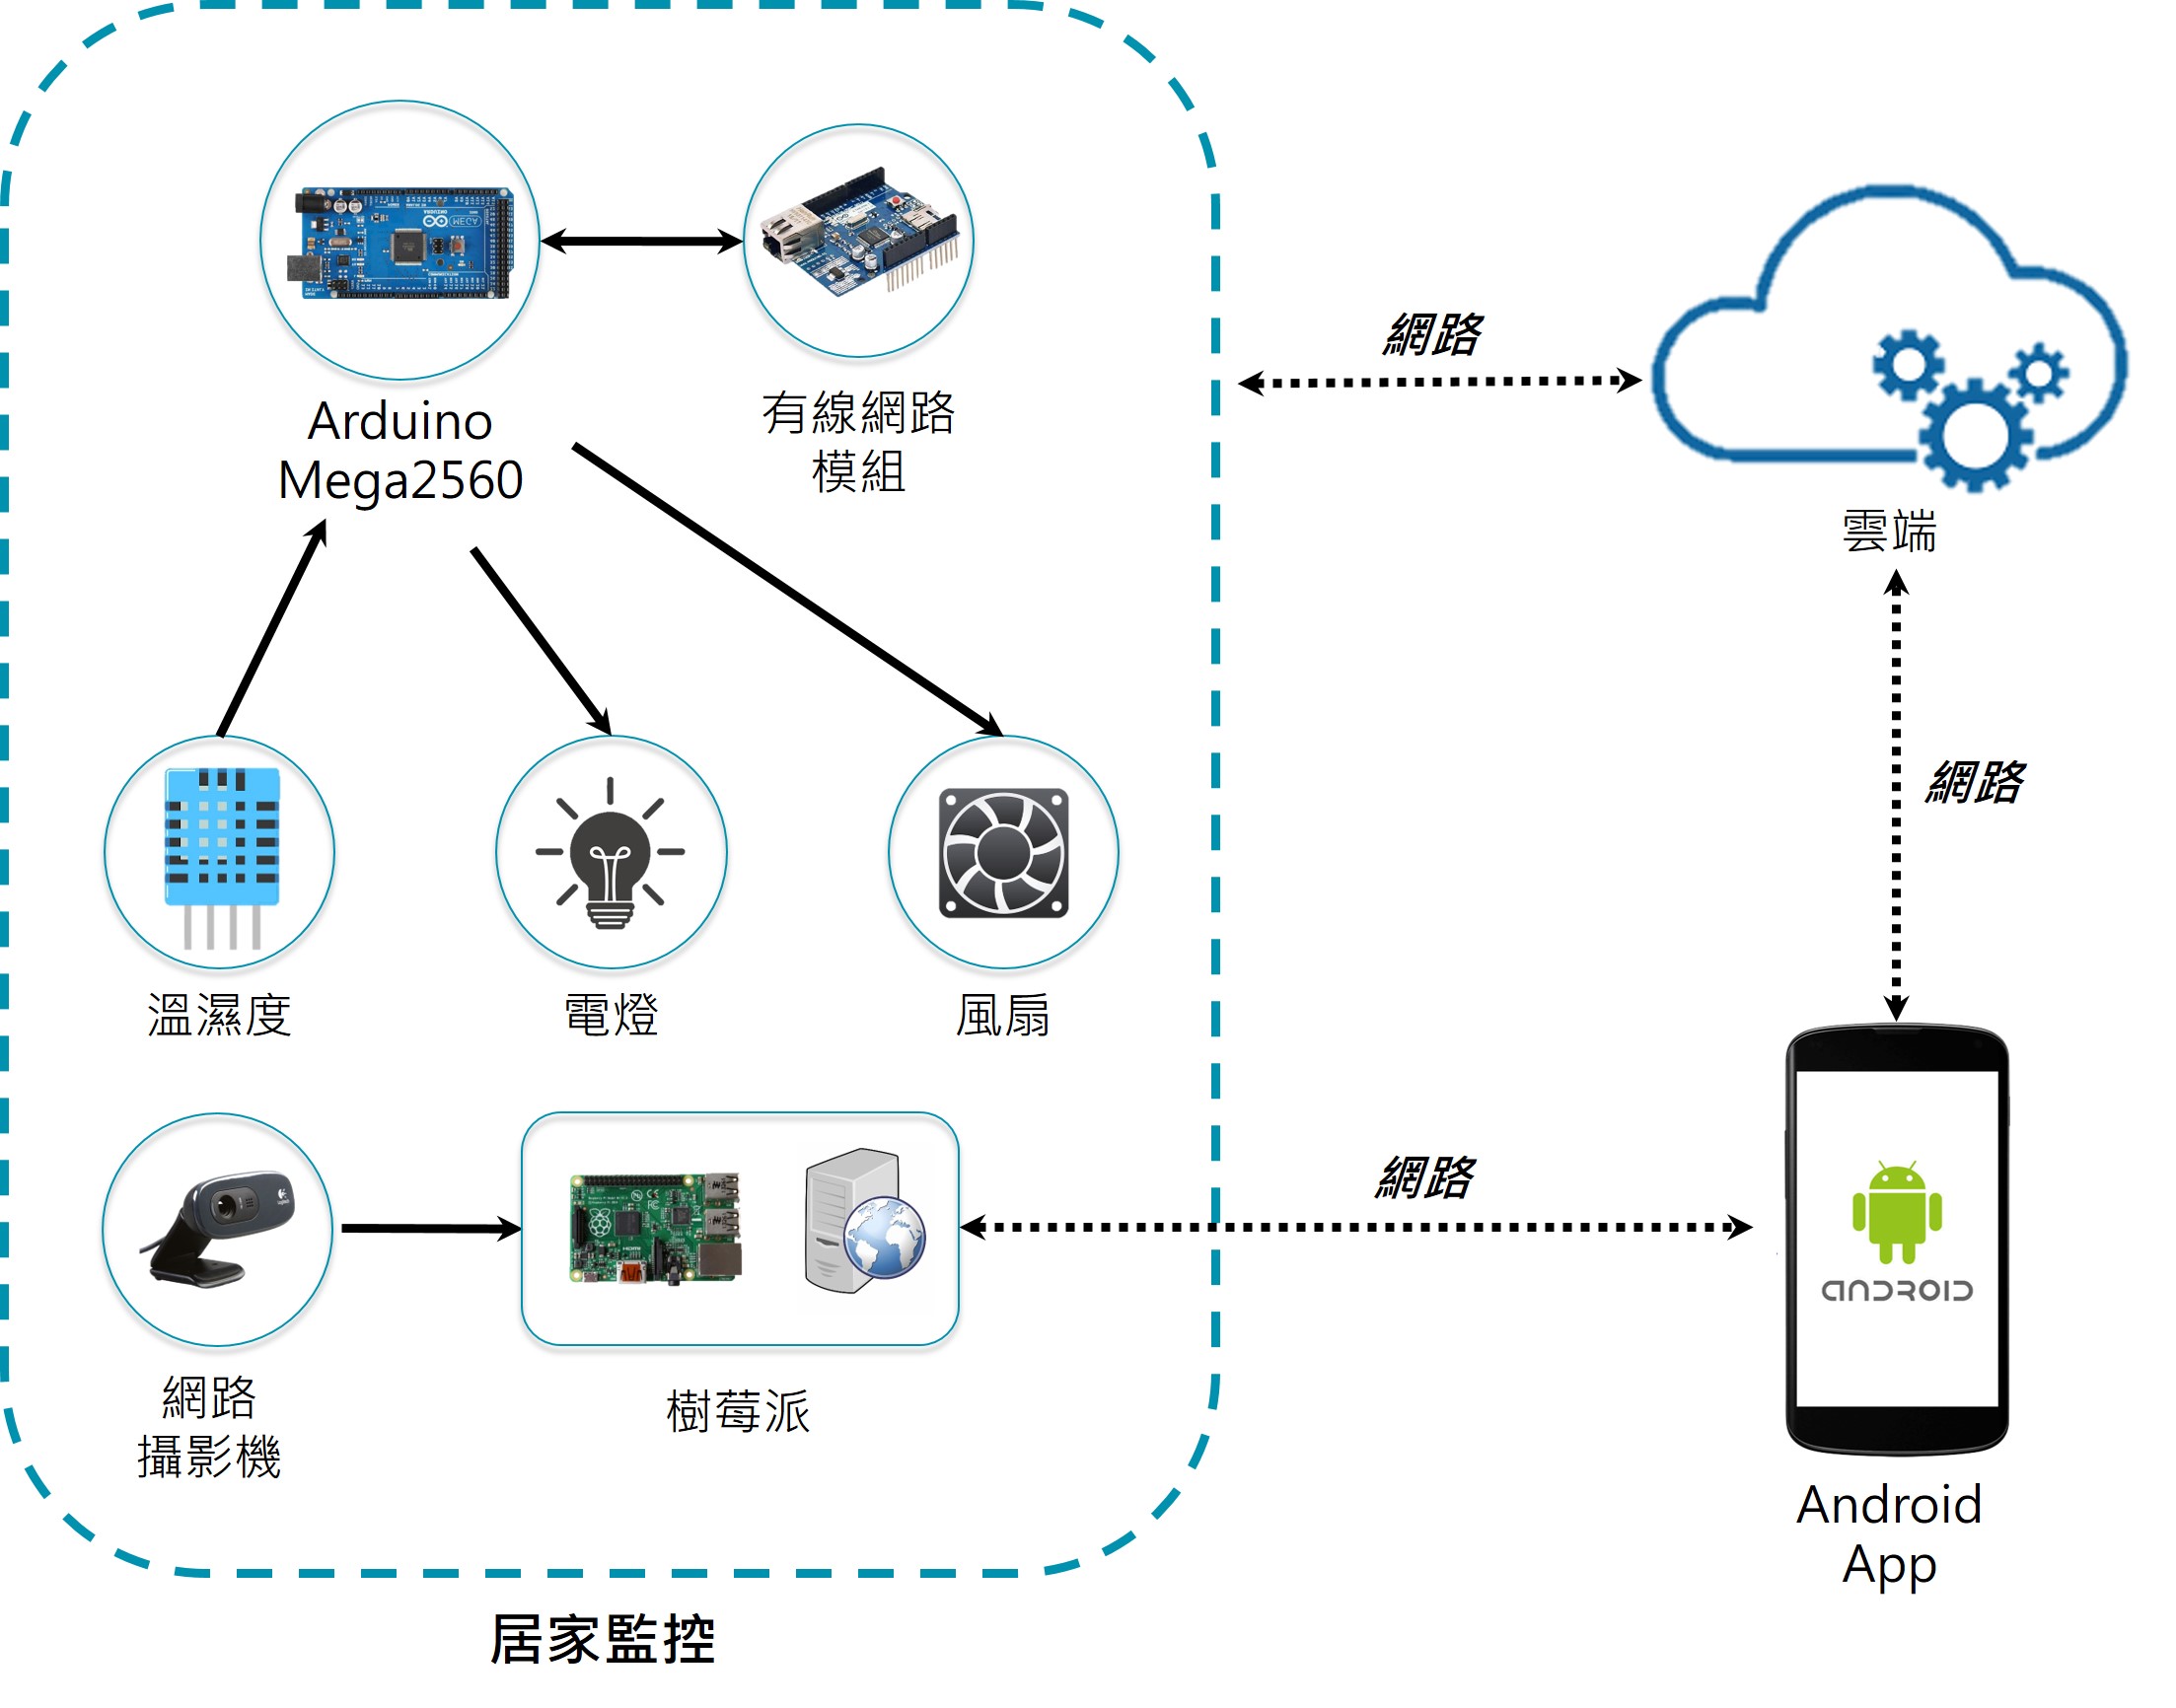 Arduino
Mega2560
有線網路
模組
網路
雲端
網路
溫濕度
電燈
風扇
網路
網路
攝影機
樹莓派
ANDROID
Android
App
居家監控